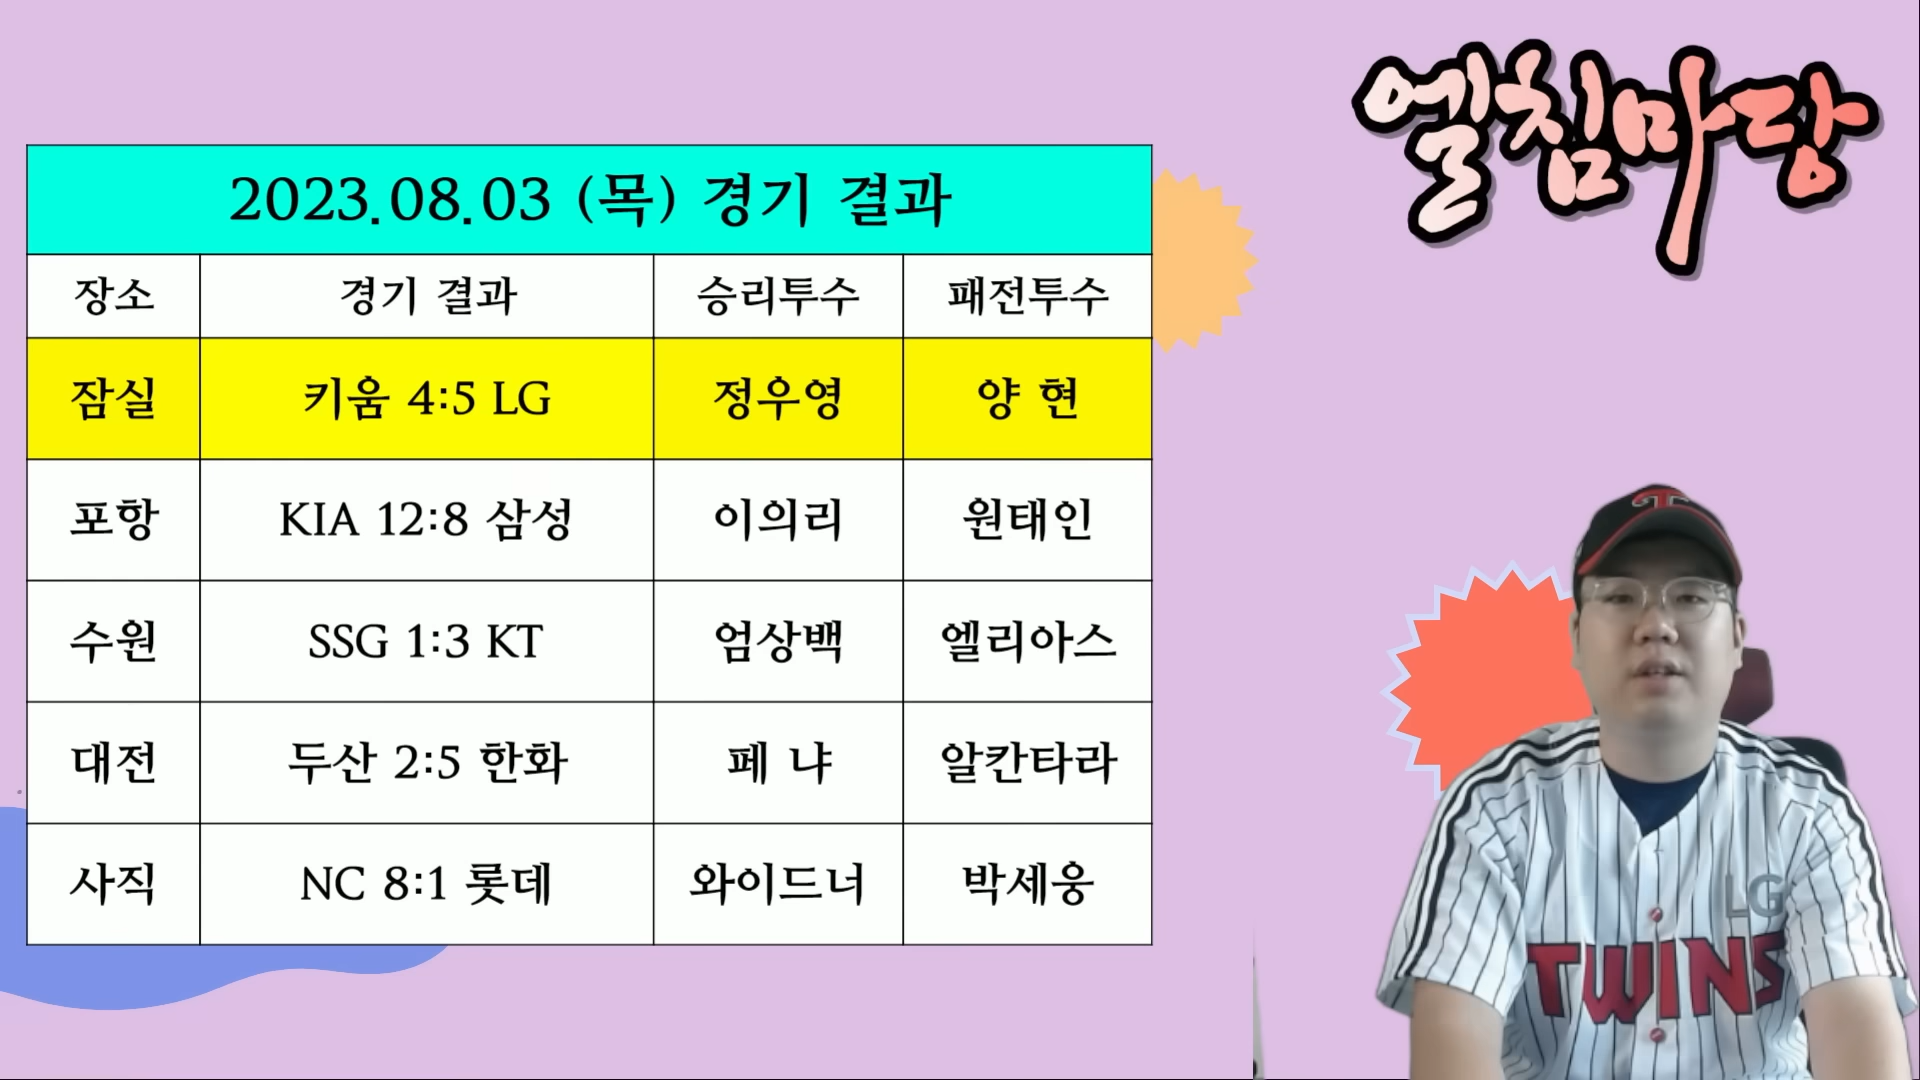 엘침마당
2023.08.03 (목) 경기 결과
장소 경기 결과 승리투수 패전투수
잠실 키움 4:5 LG 정우영 양 현
포항 KIA 12:8 삼성 이의리 원태인
수원 SSG 1:3 KT 엄상백 엘리아스
대전 두산 2:5 한화 페 냐 알칸타라
사직 NC 8:1 롯데 와이드너 박세웅
T
LG
TWINS